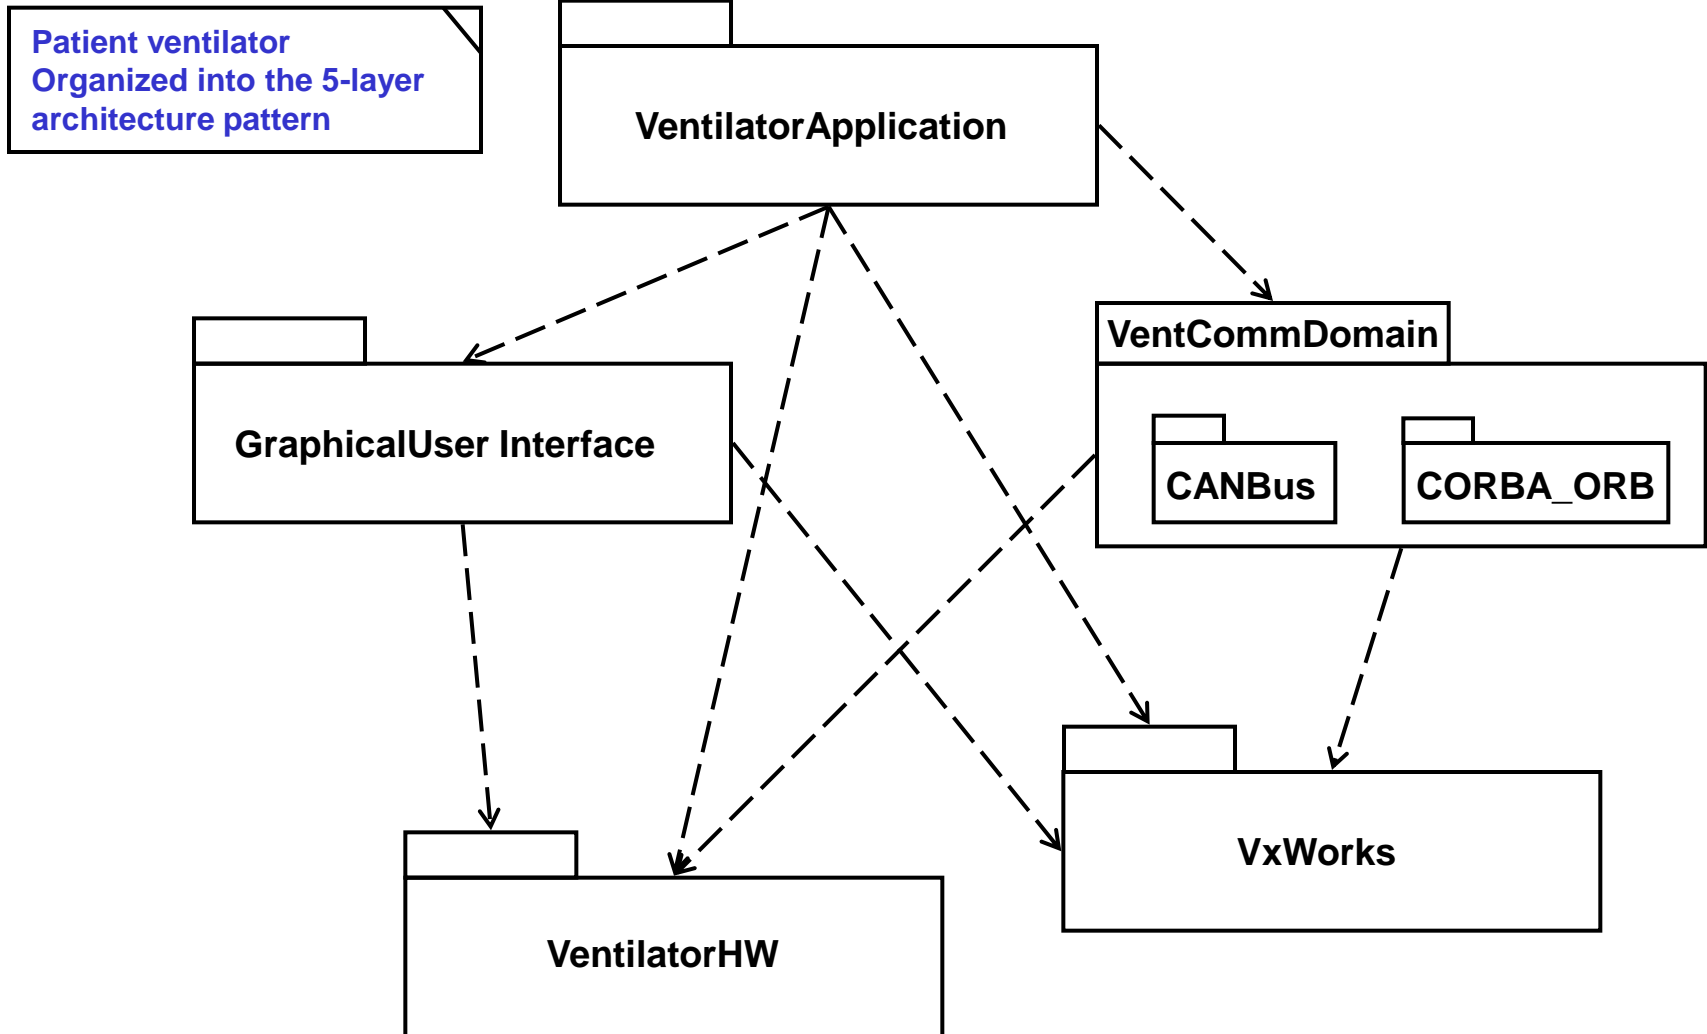 Patient ventilator
Organized into the 5-layer
architecture pattern
VentilatorApplication
VentCommDomain
GraphicalUser Interface
CANBus
CORBA_ORB
VxWorks
VentilatorHW